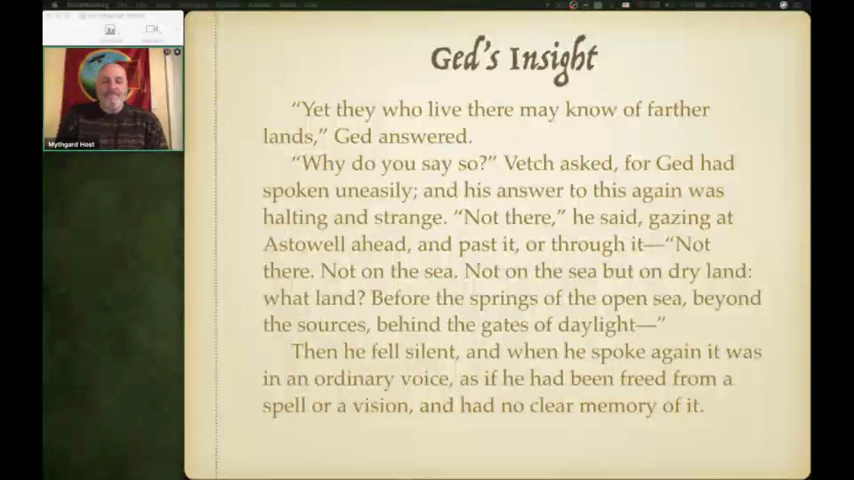 Ged's Insight
"Yet they who live there may know of farther
lands," Ged answered.
"Why do you say so?" Vetch asked, for Ged had
spoken uneasily; and his answer to this again was
halting and strange. "Not there," he said, gazing at
Astowell ahead, and past it, or through it—"Not
there. Not on the sea. Not on the sea but on dry land:
what land? Before the springs of the open sea, beyond
the sources, behind the gates of daylight—"
Then he fell silent, and when he spoke again it was
in an ordinary voice, as if he had been freed from a
spell or a vision, and had no clear memory of it.
Mythgard Host